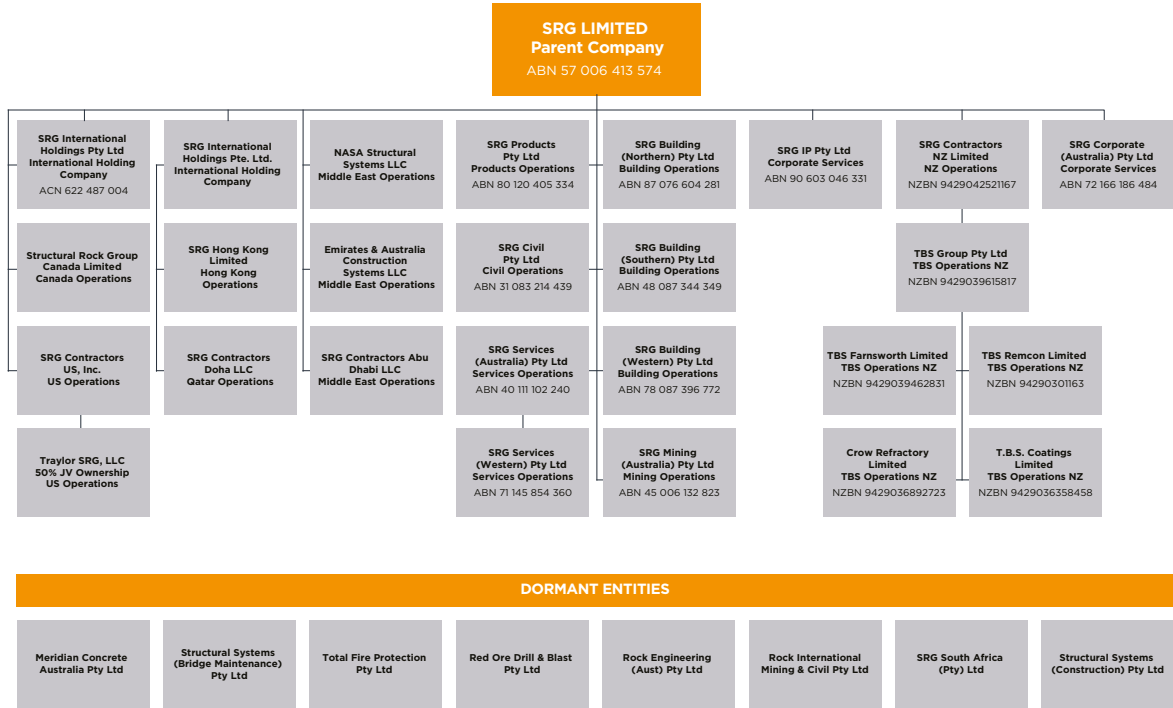 SRG LIMITED
Parent Company
ABN 57 006 413 574
SRG International
Holdings Pty Ltd
International Holding
Company
ACN 622 487 004
SRG International
Holdings Pte. Ltd.
International Holding
Company
NASA Structural
Systems LLC
Middle East Operations
SRG Products
Pty Ltd
Products Operations
ABN 80 120 405 334
SRG Building
(Northern) Pty Ltd
Building Operations
ABN 87 076 604 281
SRG IP Pty Ltd
Corporate Services
ABN 90 603 046 331
SRG Contractors
NZ Limited
NZ Operations
NZBN 9429042521167
SRG Corporate
(Australia) Pty Ltd
Corporate Services
ABN 72 166 186 484
Structural Rock Group
Canada Limited
Canada Operations
SRG Hong Kong
Limited
Hong Kong
Operations
Emirates & Australia
Construction
Systems LLC
Middle East Operations
SRG Civil
Pty Ltd
Civil Operations
ABN 31 083 214 439
SRG Building
(Southern) Pty Ltd
Building Operations
ABN 48 087 344 349
TBS Group Pty Ltd
TBS Operations NZ
NZBN 9429039615817
SRG Contractors
US, Inc.
US Operations
SRG Contractors
Doha LLC
Qatar Operations
SRG Contractors Abu
Dhabi LLC
Middle East Operations
SRG Services
(Australia) Pty Ltd
Services Operations
ABN 40 111 102 240
SRG Building
(Western) Pty Ltd
Building Operations
ABN 78 087 396 772
TBS Farnsworth Limited
TBS Operations NZ
NZBN 9429039462831
TBS Remcon Limited
TBS Operations NZ
NZBN 94290301163
Traylor SRG, LLC
50% JV Ownership
US Operations
SRG Services
(Western) Pty Ltd
Services Operations
ABN 71 145 854 360
SRG Mining
(Australia) Pty Ltd
Mining Operations
ABN 45 006 132 823
Crow Refractory
Limited
TBS Operations NZ
NZBN 9429036892723
T.B.S. Coatings
Limited
TBS Operations NZ
NZBN 9429036358458
DORMANT ENTITIES
Meridian Concrete
Australia Pty Ltd
Structural Systems
(Bridge Maintenance)
Pty Ltd
Total Fire Protection
Pty Ltd
Red Ore Drill & Blast
Pty Ltd
Rock Engineering
(Aust) Pty Ltd
Rock International
Mining & Civil Pty Ltd
SRG South Africa
(Pty) Ltd
Structural Systems
(Construction) Pty Ltd